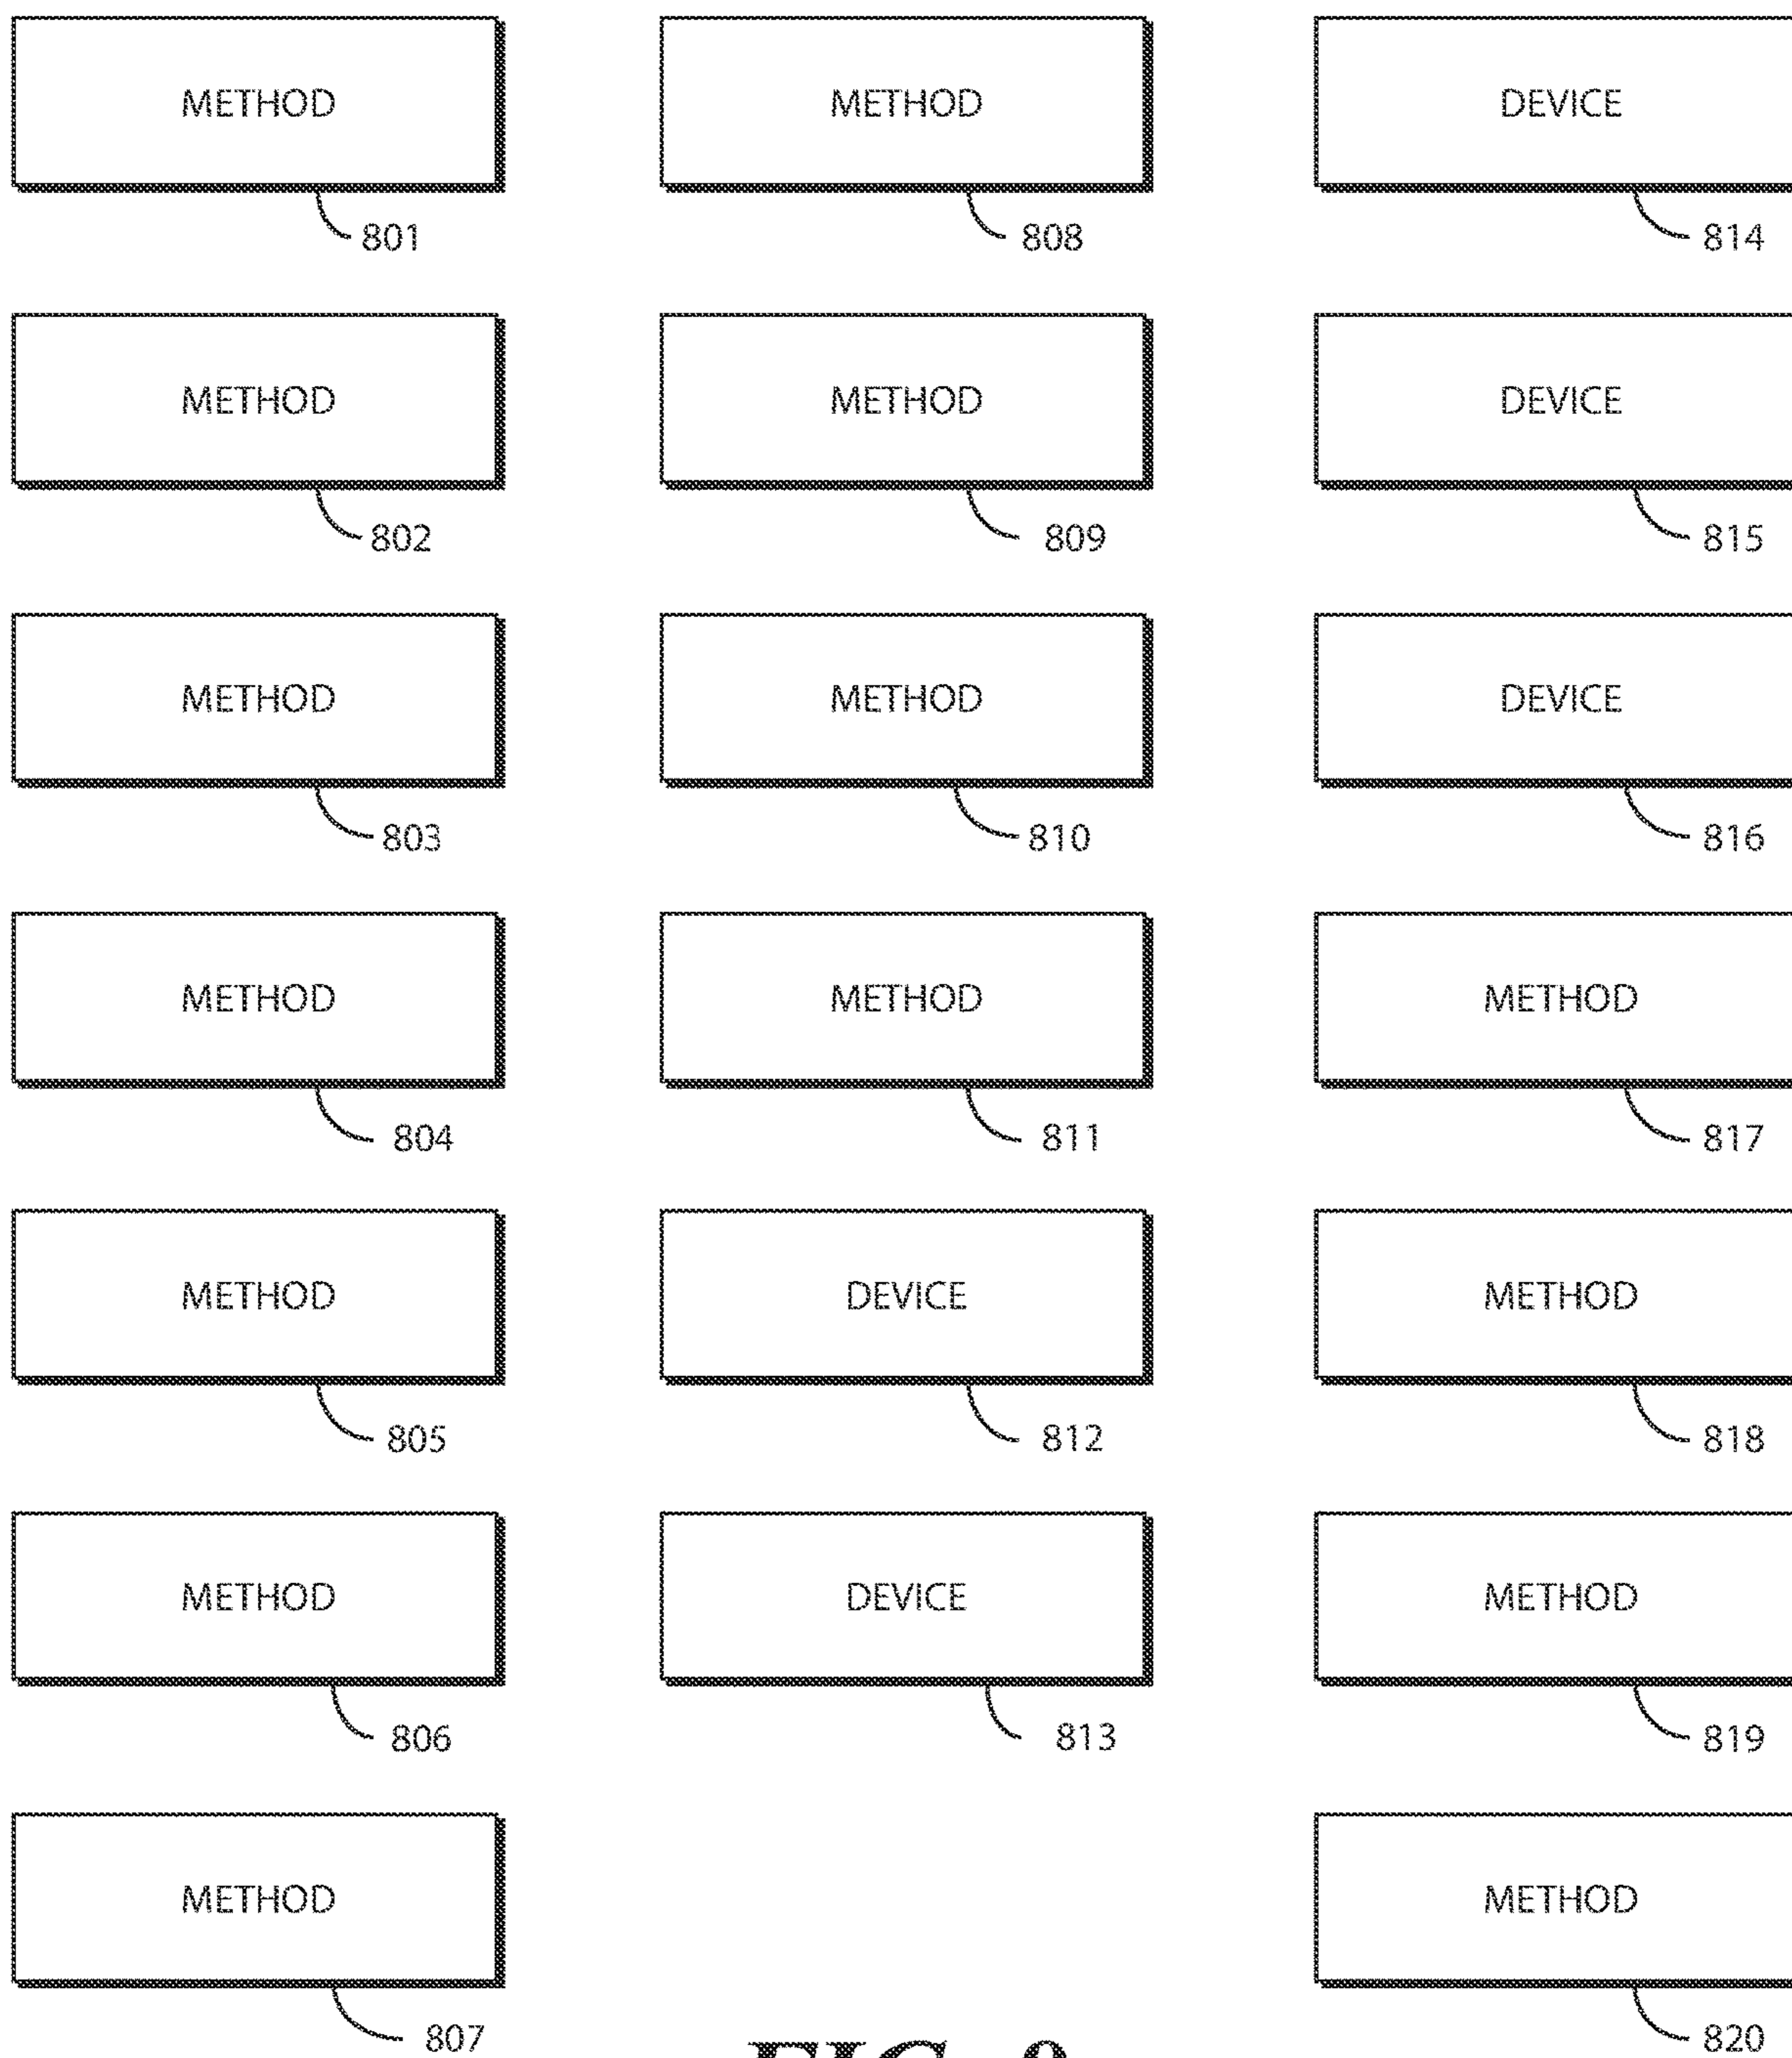 METHOD
801
METHOD
802
METHOD
803
METHOD
804
METHOD
805
METHOD
806
METHOD
807
METHOD
808
METHOD
809
METHOD
810
METHOD
811
DEVICE
812
DEVICE
813
DEVICE
814
DEVICE
815
DEVICE
816
METHOD
817
METHOD
818
METHOD
819
METHOD
820